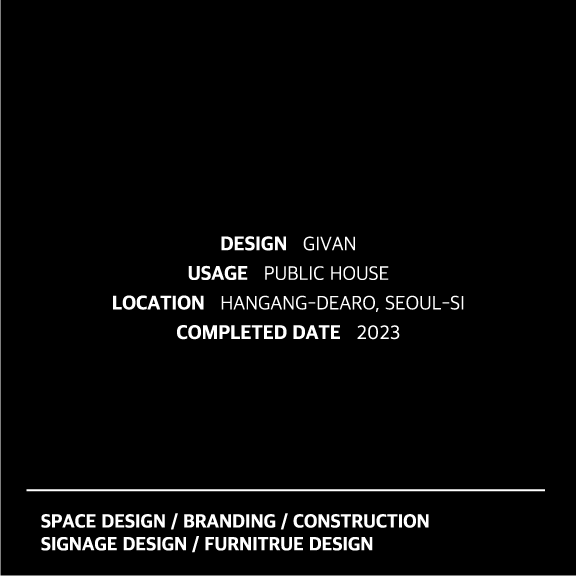 DESIGN GIVAN
USAGE PUBLIC HOUSE
LOCATION HANGANG-DEARO, SEOUL-SI
COMPLETED DATE 2023
SPACE DESIGN / BRANDING / CONSTRUCTION
SIGNAGE DESIGN / FURNITRUE DESIGN